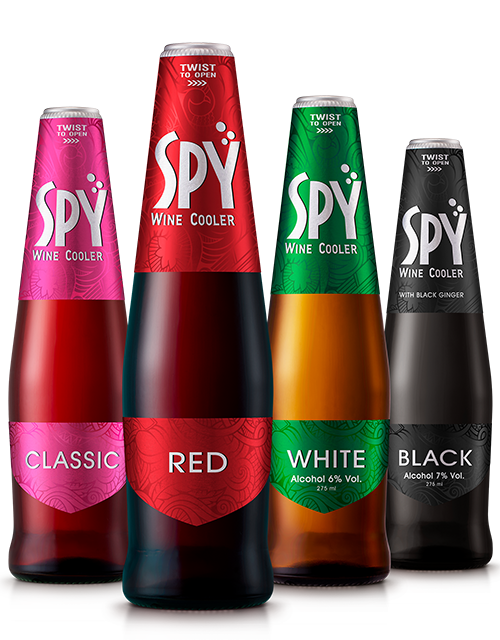 TWIST
TO OPEN
>>>>
SPY
WINE COOLER
CLASSIC
TWIST
TO OPEN
>>>>>
SPY
WINE COOLER
RED
TWIST
TO OPEN
>>>>
SPY
WINE COOLER
WHITE
Alcohol 6% Vol.
275 ml
TWIST
TO OPEN
>>>>
SPY
WINE COOLER
WITH BLACK GINGER
BLACK
Alcohol 7% Vol.
275 ml